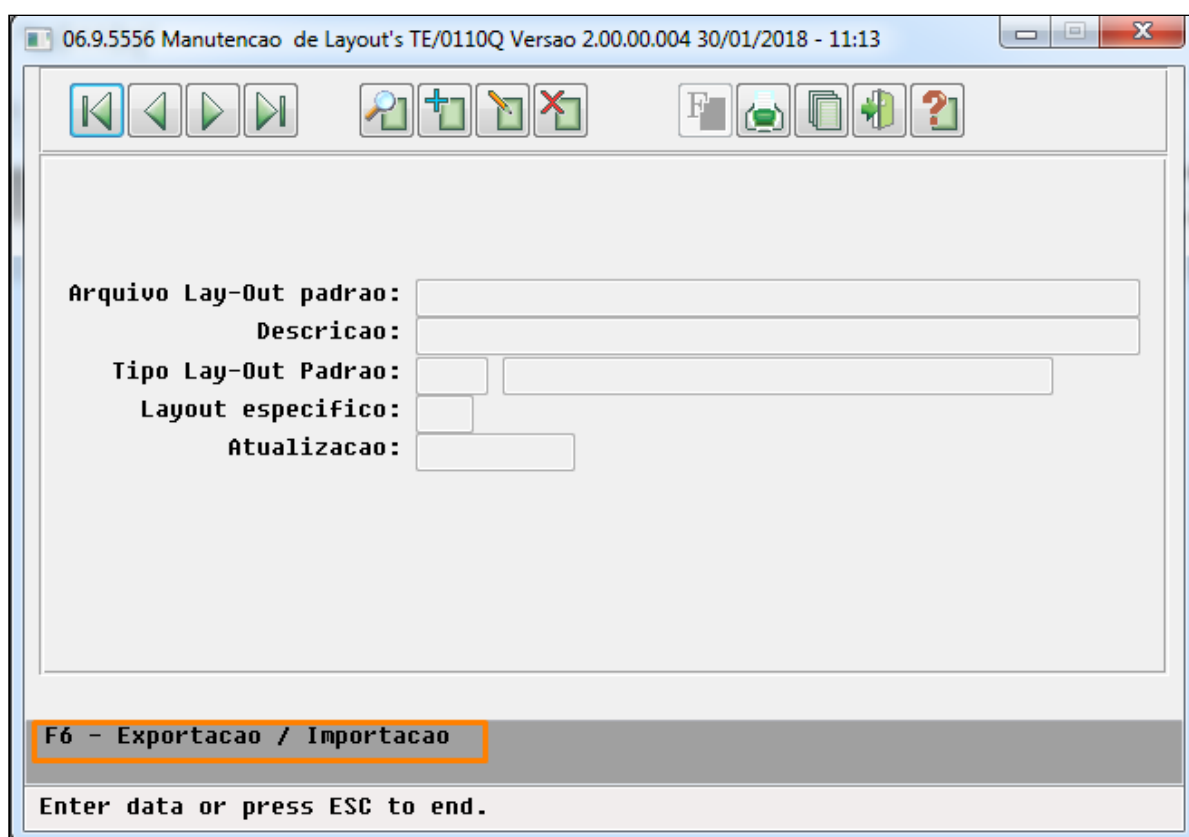 06.9.5556 Manutencao  de Layout's TE/0110Q Versao 2.00.00.004 30/01/2018 - 11:13
F
Arquivo Lay-Out padrao:
Descricao:
Tipo Lay-Out Padrao:
Layout especifico:
Atualizacao:
F6 - Exportacao / Importacao
Enter data or press ESC to end.